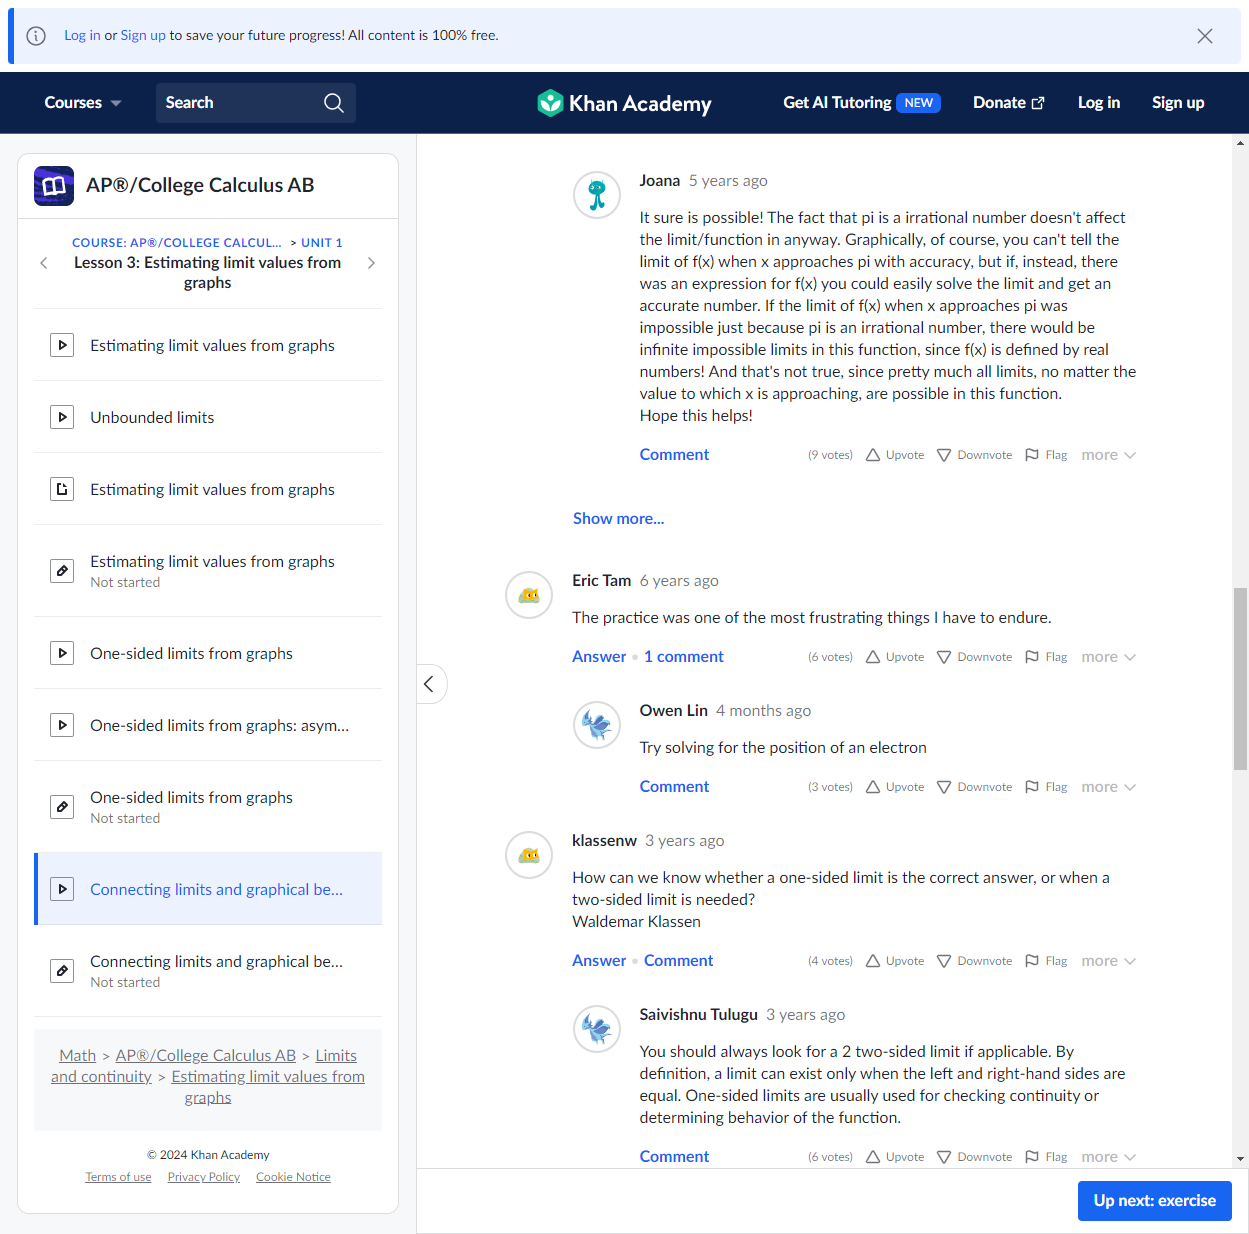 Log in or Sign up to save your future progress! All content is 100% free.
Courses
Search
Khan Academy
Get AI Tutoring NEW
Donate
Log in
Sign up
AP®/College Calculus AB
COURSE: AP®/COLLEGE CALCUL... > UNIT 1
Lesson 3: Estimating limit values from
graphs
Estimating limit values from graphs
Unbounded limits
Estimating limit values from graphs
Estimating limit values from graphs
Not started
One-sided limits from graphs
One-sided limits from graphs: asym...
One-sided limits from graphs
Not started
Connecting limits and graphical be...
Connecting limits and graphical be...
Not started
Math > AP®/College Calculus AB > Limits
and continuity > Estimating limit values from
graphs
© 2024 Khan Academy
Terms of use Privacy Policy Cookie Notice
Joana 5 years ago
It sure is possible! The fact that pi is a irrational number doesn't affect
the limit/function in anyway. Graphically, of course, you can't tell the
limit of f(x) when x approaches pi with accuracy, but if, instead, there
was an expression for f(x) you could easily solve the limit and get an
accurate number. If the limit of f(x) when x approaches pi was
impossible just because pi is an irrational number, there would be
infinite impossible limits in this function, since f(x) is defined by real
numbers! And that's not true, since pretty much all limits, no matter the
value to which x is approaching, are possible in this function.
Hope this helps!
Comment (9 votes) Upvote Downvote Flag more
Show more...
Eric Tam 6 years ago
The practice was one of the most frustrating things I have to endure.
Answer • 1 comment (6 votes) Upvote Downvote Flag more
Owen Lin 4 months ago
Try solving for the position of an electron
Comment (3 votes) Upvote Downvote Flag more
klassenw 3 years ago
How can we know whether a one-sided limit is the correct answer, or when a
two-sided limit is needed?
Waldemar Klassen
Answer • Comment (4 votes) Upvote Downvote Flag more
Saivishnu Tulugu 3 years ago
You should always look for a 2 two-sided limit if applicable. By
definition, a limit can exist only when the left and right-hand sides are
equal. One-sided limits are usually used for checking continuity or
determining behavior of the function.
Comment (6 votes) Upvote Downvote Flag more
Up next: exercise